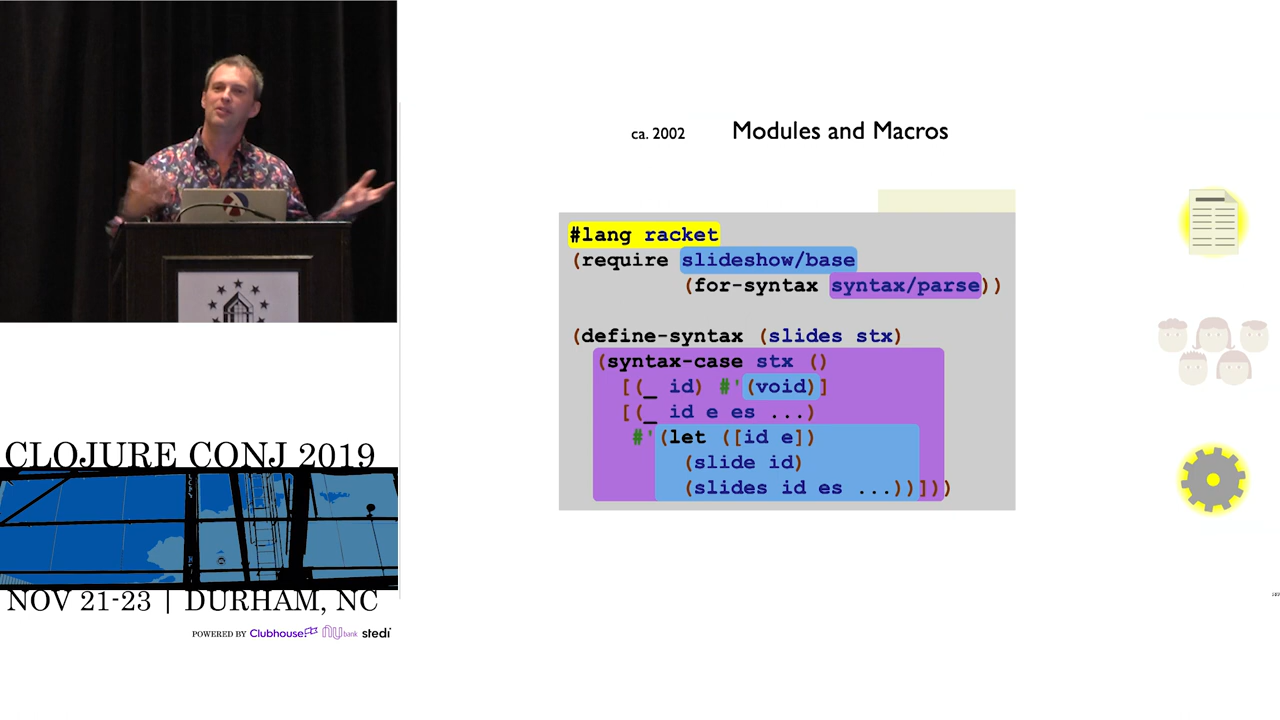 ca. 2002 Modules and Macros
#lang racket
(require slideshow/base
(for-syntax syntax/parse))
(define-syntax (slides stx)
(syntax-case stx ()
[(_ id) #'(void)]
[(_ id e es ...)
#'(let ([id e])
(slide id)
(slides id es ...))]))
CLOJURE CONJ 2019
NOV 21-23 | DURHAM, NC
POWERED BY Clubhouse nu bank stedi